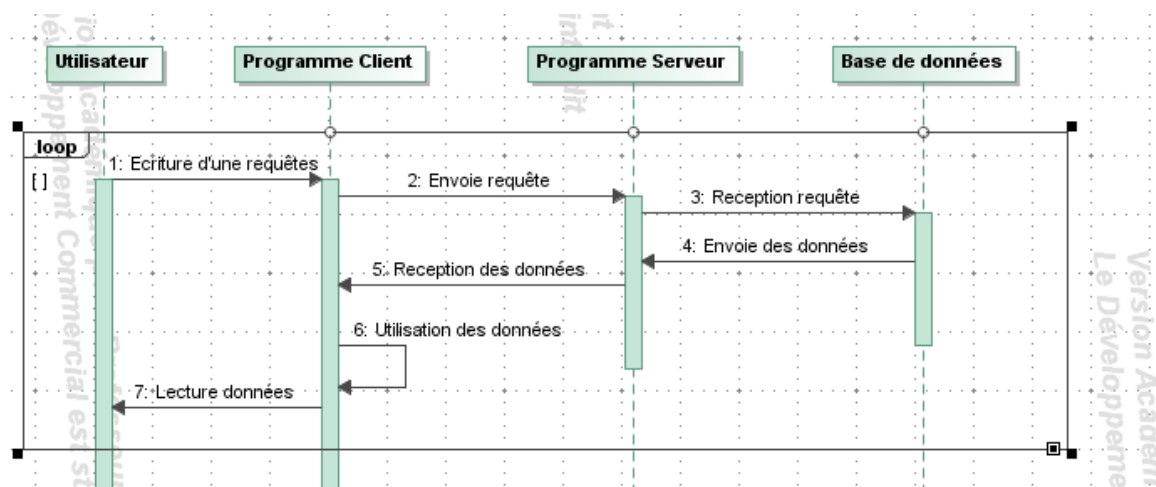 Utilisateur
Programme Client
Programme Serveur
Base de données
loop
[ ]
1: Ecriture d'une requêtes
2: Envoie requête
3: Reception requête
4: Envoie des données
5: Reception des données
6: Utilisation des données
7: Lecture données
Version Academ
Le Développeme